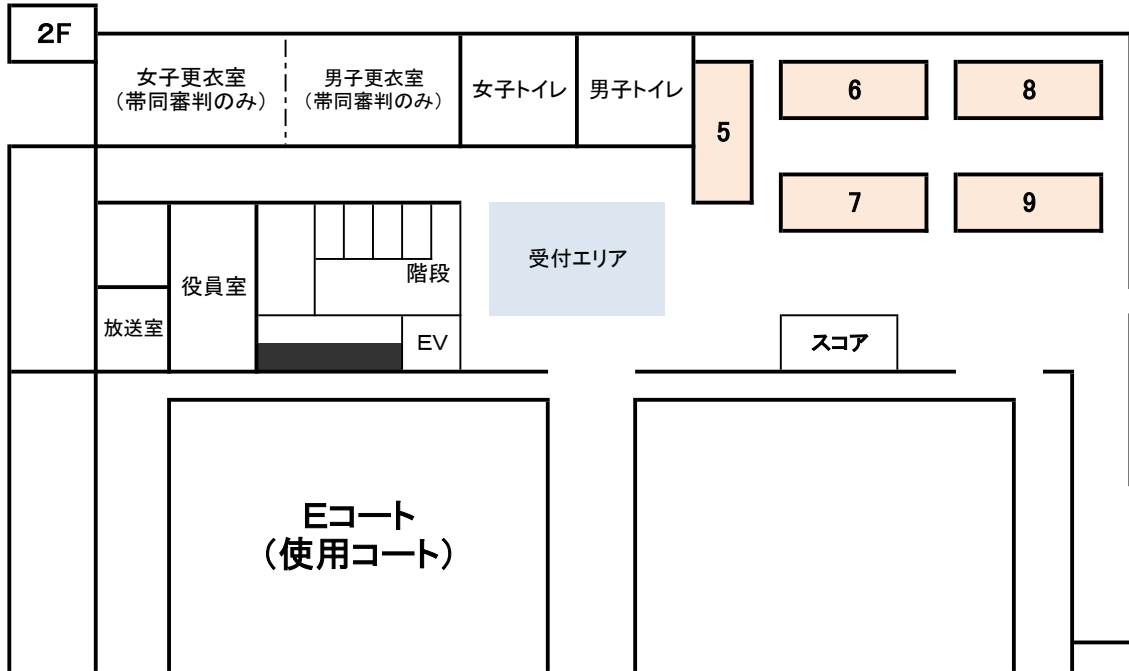 2F
女子更衣室
（帯同審判のみ）
男子更衣室
（帯同審判のみ）
女子トイレ
男子トイレ
5
6
8
7
9
受付エリア
階段
役員室
放送室
EV
スコア
Eコート
（使用コート）